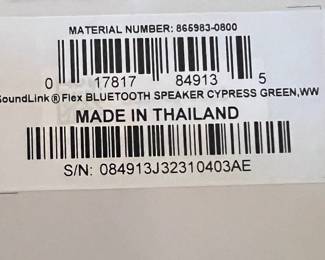 MATERIAL NUMBER: 865983-0800
0 17817 84913 5
SoundLink® Flex BLUETOOTH SPEAKER CYPRESS GREEN,WW
MADE IN THAILAND
S/N: 084913J32310403AE